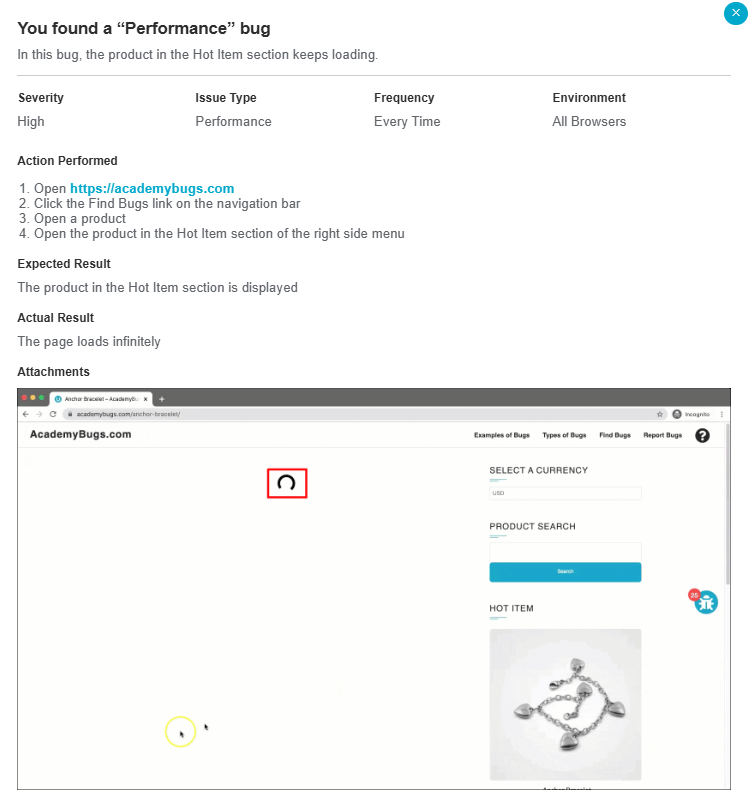 You found a “Performance” bug
In this bug, the product in the Hot Item section keeps loading.
Severity
Issue Type
Frequency
Environment
High
Performance
Every Time
All Browsers
Action Performed
1. Open https://academybugs.com
2. Click the Find Bugs link on the navigation bar
3. Open a product
4. Open the product in the Hot Item section of the right side menu
Expected Result
The product in the Hot Item section is displayed
Actual Result
The page loads infinitely
Attachments
Anchor Bracelet – AcademyBu
academybugs.com/anchor-bracelet/
Incognito
AcademyBugs.com
Examples of Bugs
Types of Bugs
Find Bugs
Report Bugs
?
SELECT A CURRENCY
USD
PRODUCT SEARCH
Search
25
HOT ITEM
Anchor Bracelet